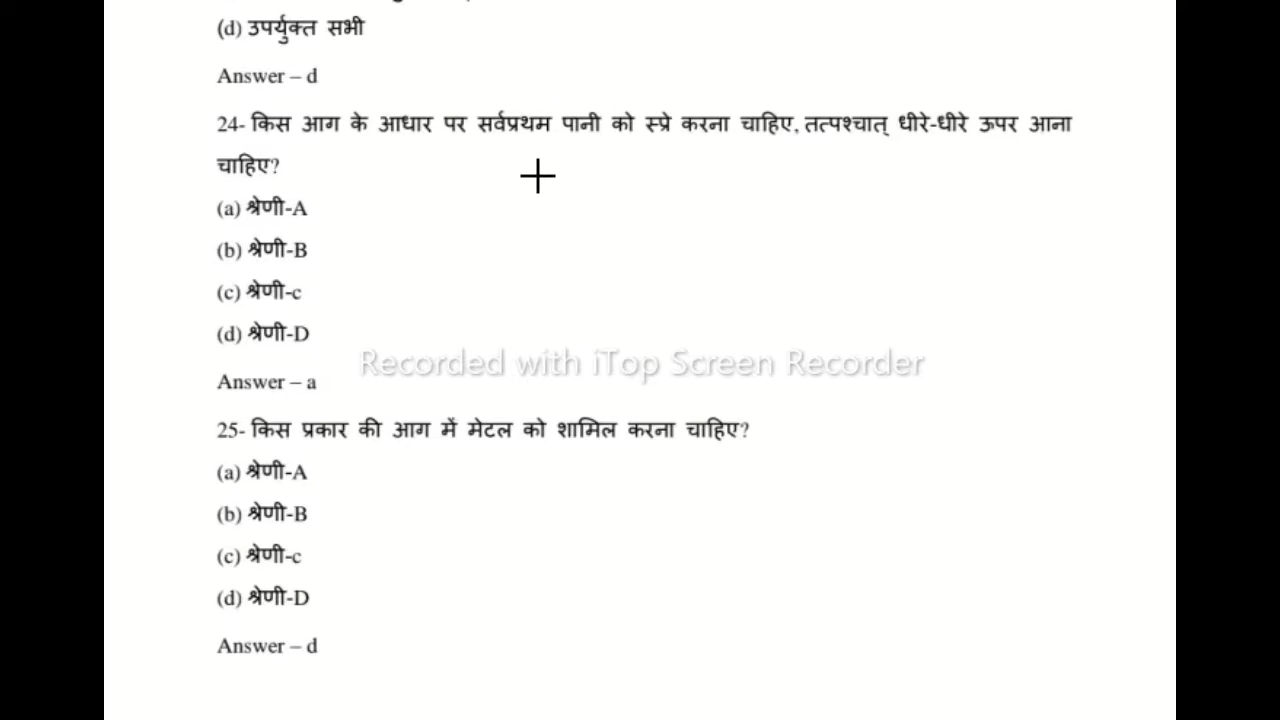 (d) उपर्युक्त सभी
Answer – d
24- किस आग के आधार पर सर्वप्रथम पानी को स्प्रे करना चाहिए, तत्पश्चात् धीरे-धीरे ऊपर आना
चाहिए?
(a) श्रेणी-A
(b) श्रेणी-B
(c) श्रेणी-c
(d) श्रेणी-D
Recorded with iTop Screen Recorder
Answer – a
25- किस प्रकार की आग में मेटल को शामिल करना चाहिए?
(a) श्रेणी-A
(b) श्रेणी-B
(c) श्रेणी-c
(d) श्रेणी-D
Answer – d